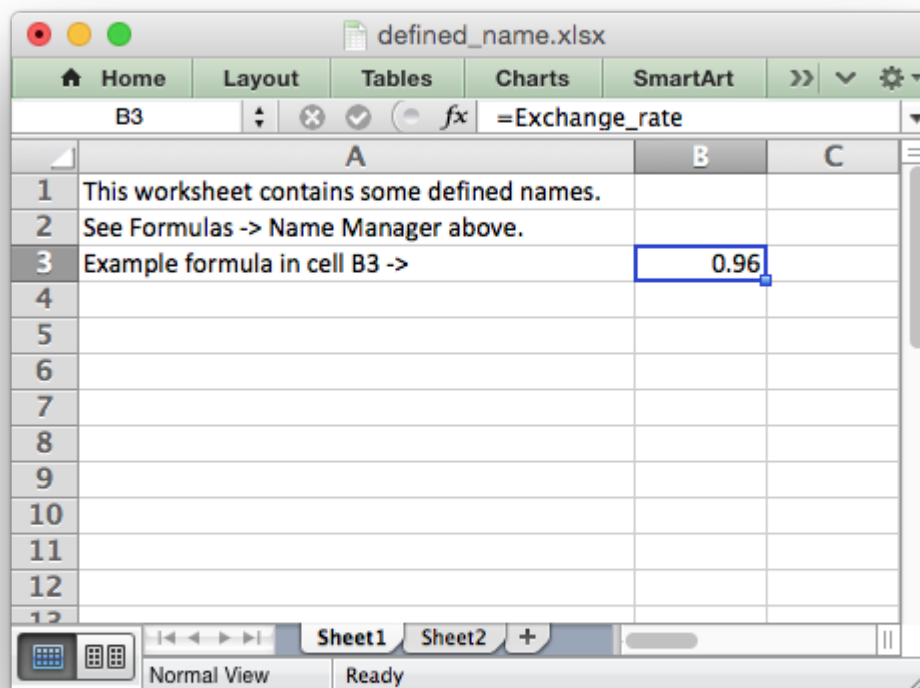 defined_name.xlsx
Home Layout Tables Charts SmartArt
B3 fx =Exchange_rate
A B C
1 This worksheet contains some defined names.
2 See Formulas -> Name Manager above.
3 Example formula in cell B3 -> 0.96
4
5
6
7
8
9
10
11
12
13
Sheet1 Sheet2 +
Normal View Ready